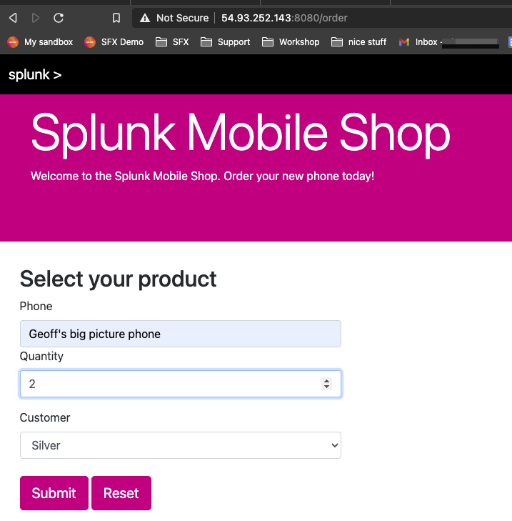 Not Secure | 54.93.252.143:8080/order
My sandbox SFX Demo SFX Support Workshop nice stuff Inbox -
splunk >
Splunk Mobile Shop
Welcome to the Splunk Mobile Shop. Order your new phone today!
Select your product
Phone
Geoff's big picture phone
Quantity
2
Customer
Silver
Submit Reset